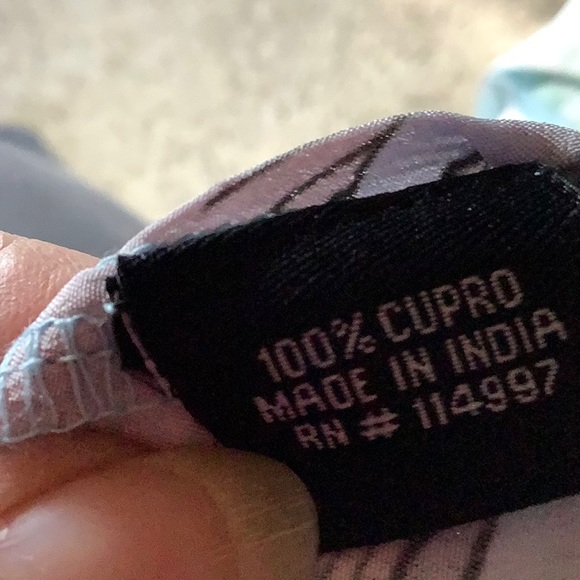 100% CUPRO
MADE IN INDIA
RN # 114997